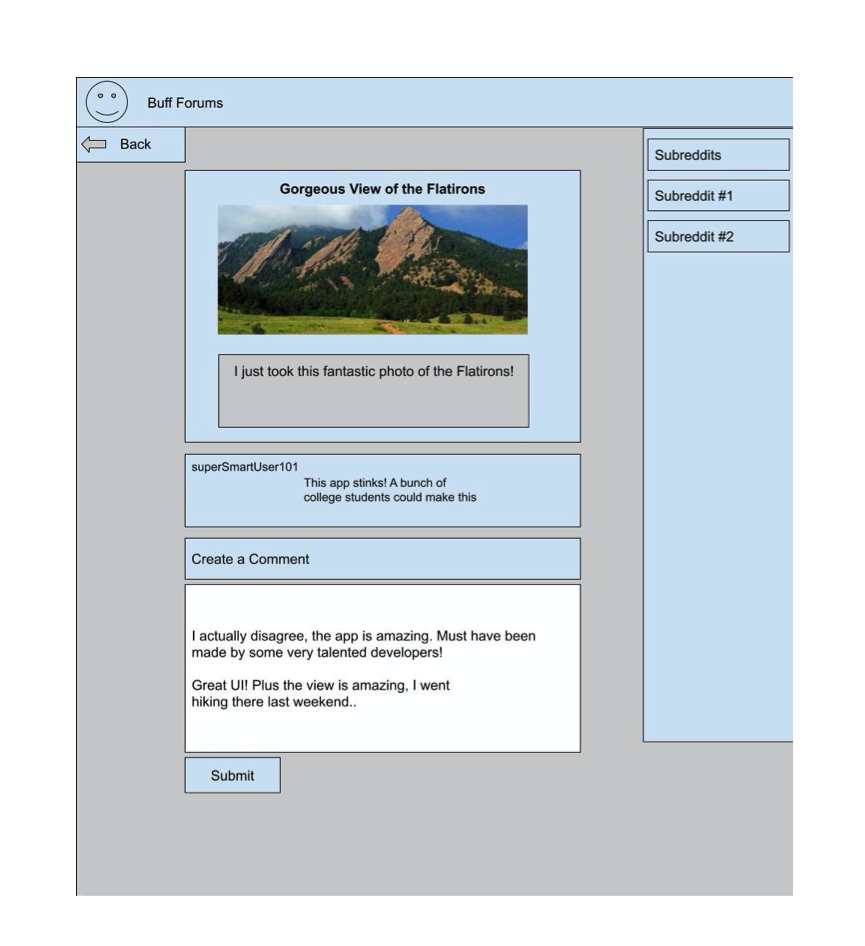 Buff Forums
Back
Gorgeous View of the Flatirons
I just took this fantastic photo of the Flatirons!
superSmartUser101
This app stinks! A bunch of
college students could make this
Create a Comment
I actually disagree, the app is amazing. Must have been
made by some very talented developers!
Great UI! Plus the view is amazing, I went
hiking there last weekend..
Submit
Subreddits
Subreddit #1
Subreddit #2